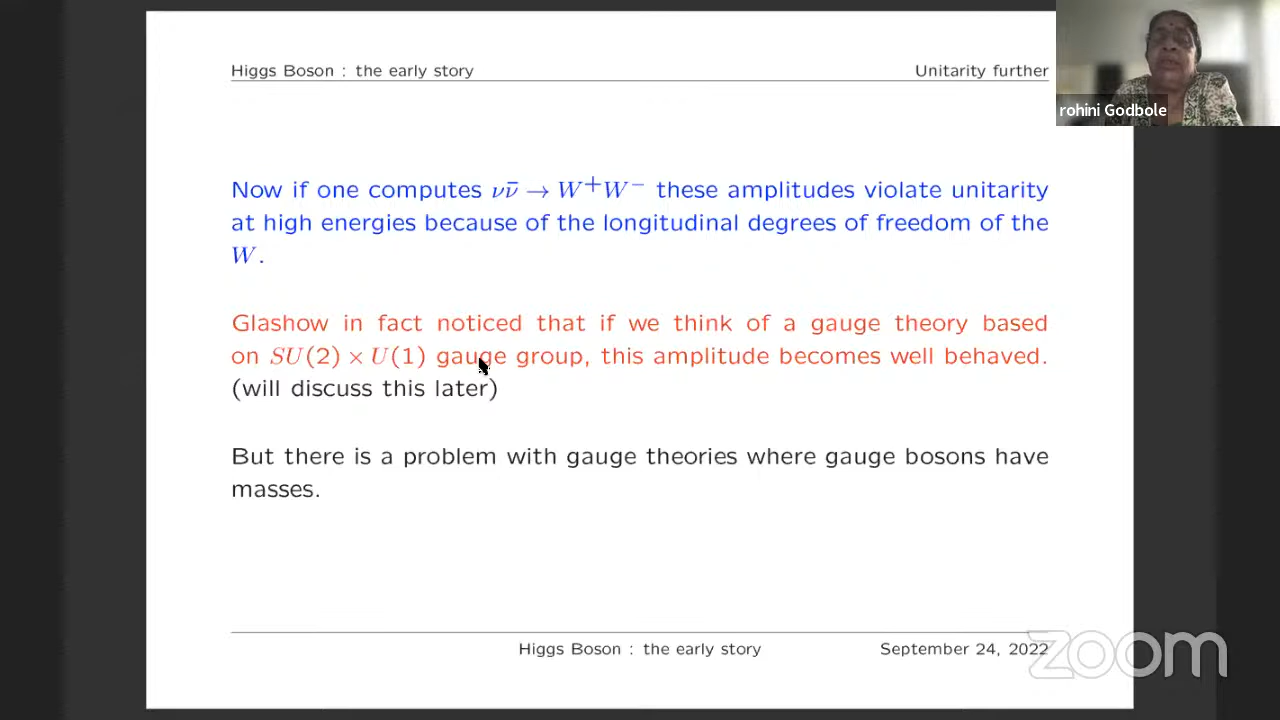 Higgs Boson : the early story Unitarity further
rohini Godbole
Now if one computes νν̄ → W⁺W⁻ these amplitudes violate unitarity
at high energies because of the longitudinal degrees of freedom of the
W.
Glashow in fact noticed that if we think of a gauge theory based
on SU(2) × U(1) gauge group, this amplitude becomes well behaved.
(will discuss this later)
But there is a problem with gauge theories where gauge bosons have
masses.
Higgs Boson : the early story September 24, 2022
zoom